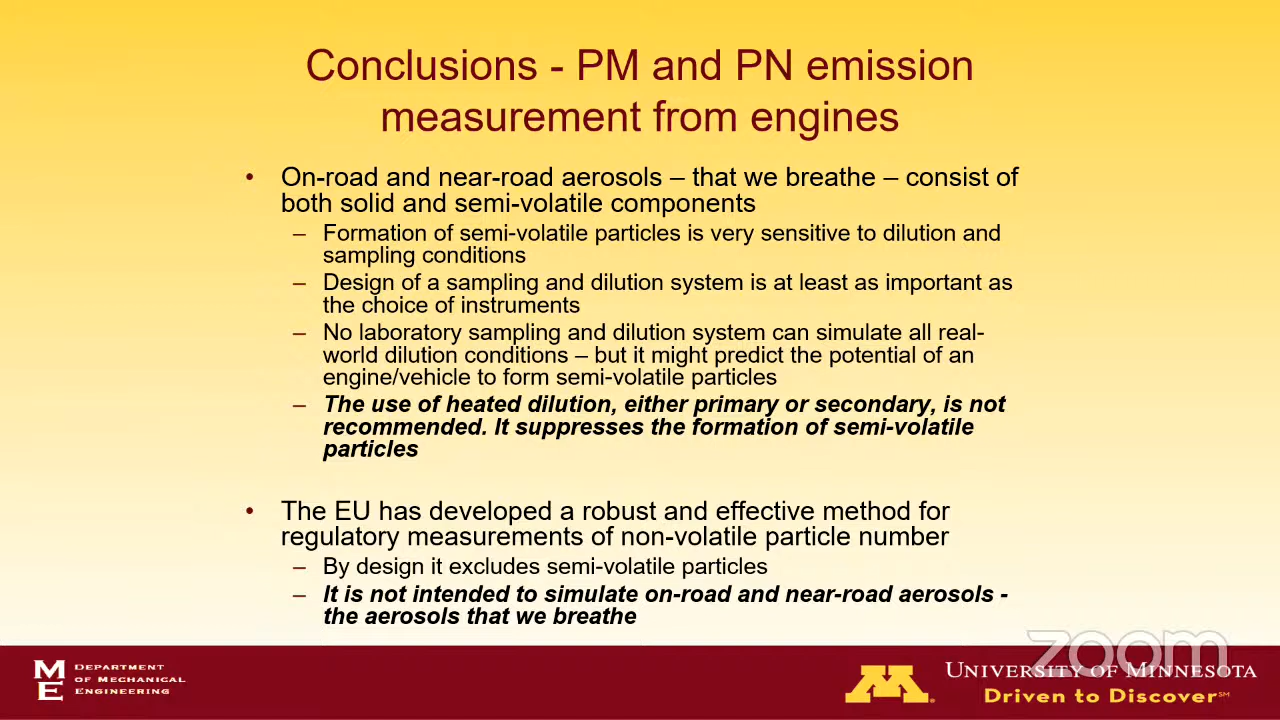 Conclusions - PM and PN emission
measurement from engines
• On-road and near-road aerosols – that we breathe – consist of
both solid and semi-volatile components
– Formation of semi-volatile particles is very sensitive to dilution and
sampling conditions
– Design of a sampling and dilution system is at least as important as
the choice of instruments
– No laboratory sampling and dilution system can simulate all real-
world dilution conditions – but it might predict the potential of an
engine/vehicle to form semi-volatile particles
– The use of heated dilution, either primary or secondary, is not
recommended. It suppresses the formation of semi-volatile
particles
• The EU has developed a robust and effective method for
regulatory measurements of non-volatile particle number
– By design it excludes semi-volatile particles
– It is not intended to simulate on-road and near-road aerosols -
the aerosols that we breathe
zoom
M E
DEPARTMENT
OF MECHANICAL
ENGINEERING
M
UNIVERSITY OF MINNESOTA
Driven to Discover℠